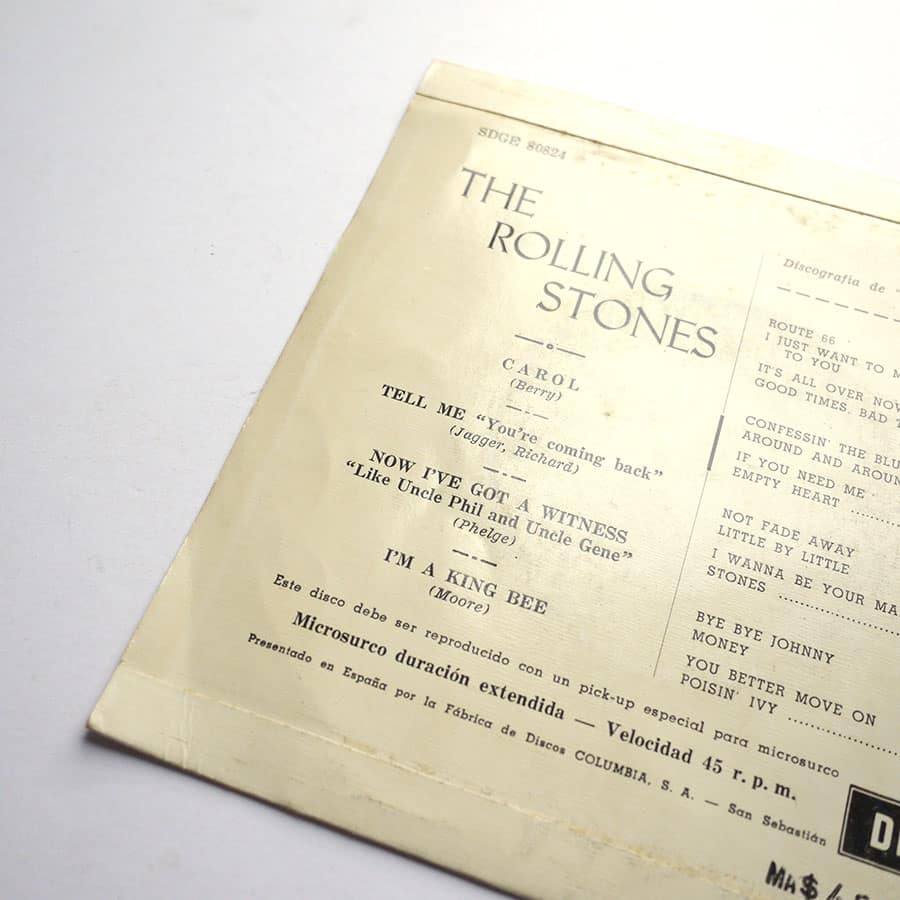 SDGE 80824
THE
ROLLING
STONES
CAROL
(Berry)
TELL ME "You're coming back"
(Jagger, Richard)
NOW I'VE GOT A WITNESS
"Like Uncle Phil and Uncle Gene"
(Phelge)
I'M A KING BEE
(Moore)
Discografia de
ROUTE 66
I JUST WANT TO
TO YOU
IT'S ALL OVER NOW
GOOD TIMES, BAD
CONFESSIN' THE
AROUND AND
IF YOU NEED ME
EMPTY HEART
NOT FADE AWAY
LITTLE BY LITTLE
I WANNA BE YOUR
STONES
BYE BYE JOHNNY
MONEY
YOU BETTER MOVE ON
POISIN' IVY
Este disco debe ser reproducido con un pick-up especial para microsurco
Microsurco duración extendida — Velocidad 45 r. p. m.
Presentado en España por la Fábrica de Discos COLUMBIA, S. A. — San Sebastián